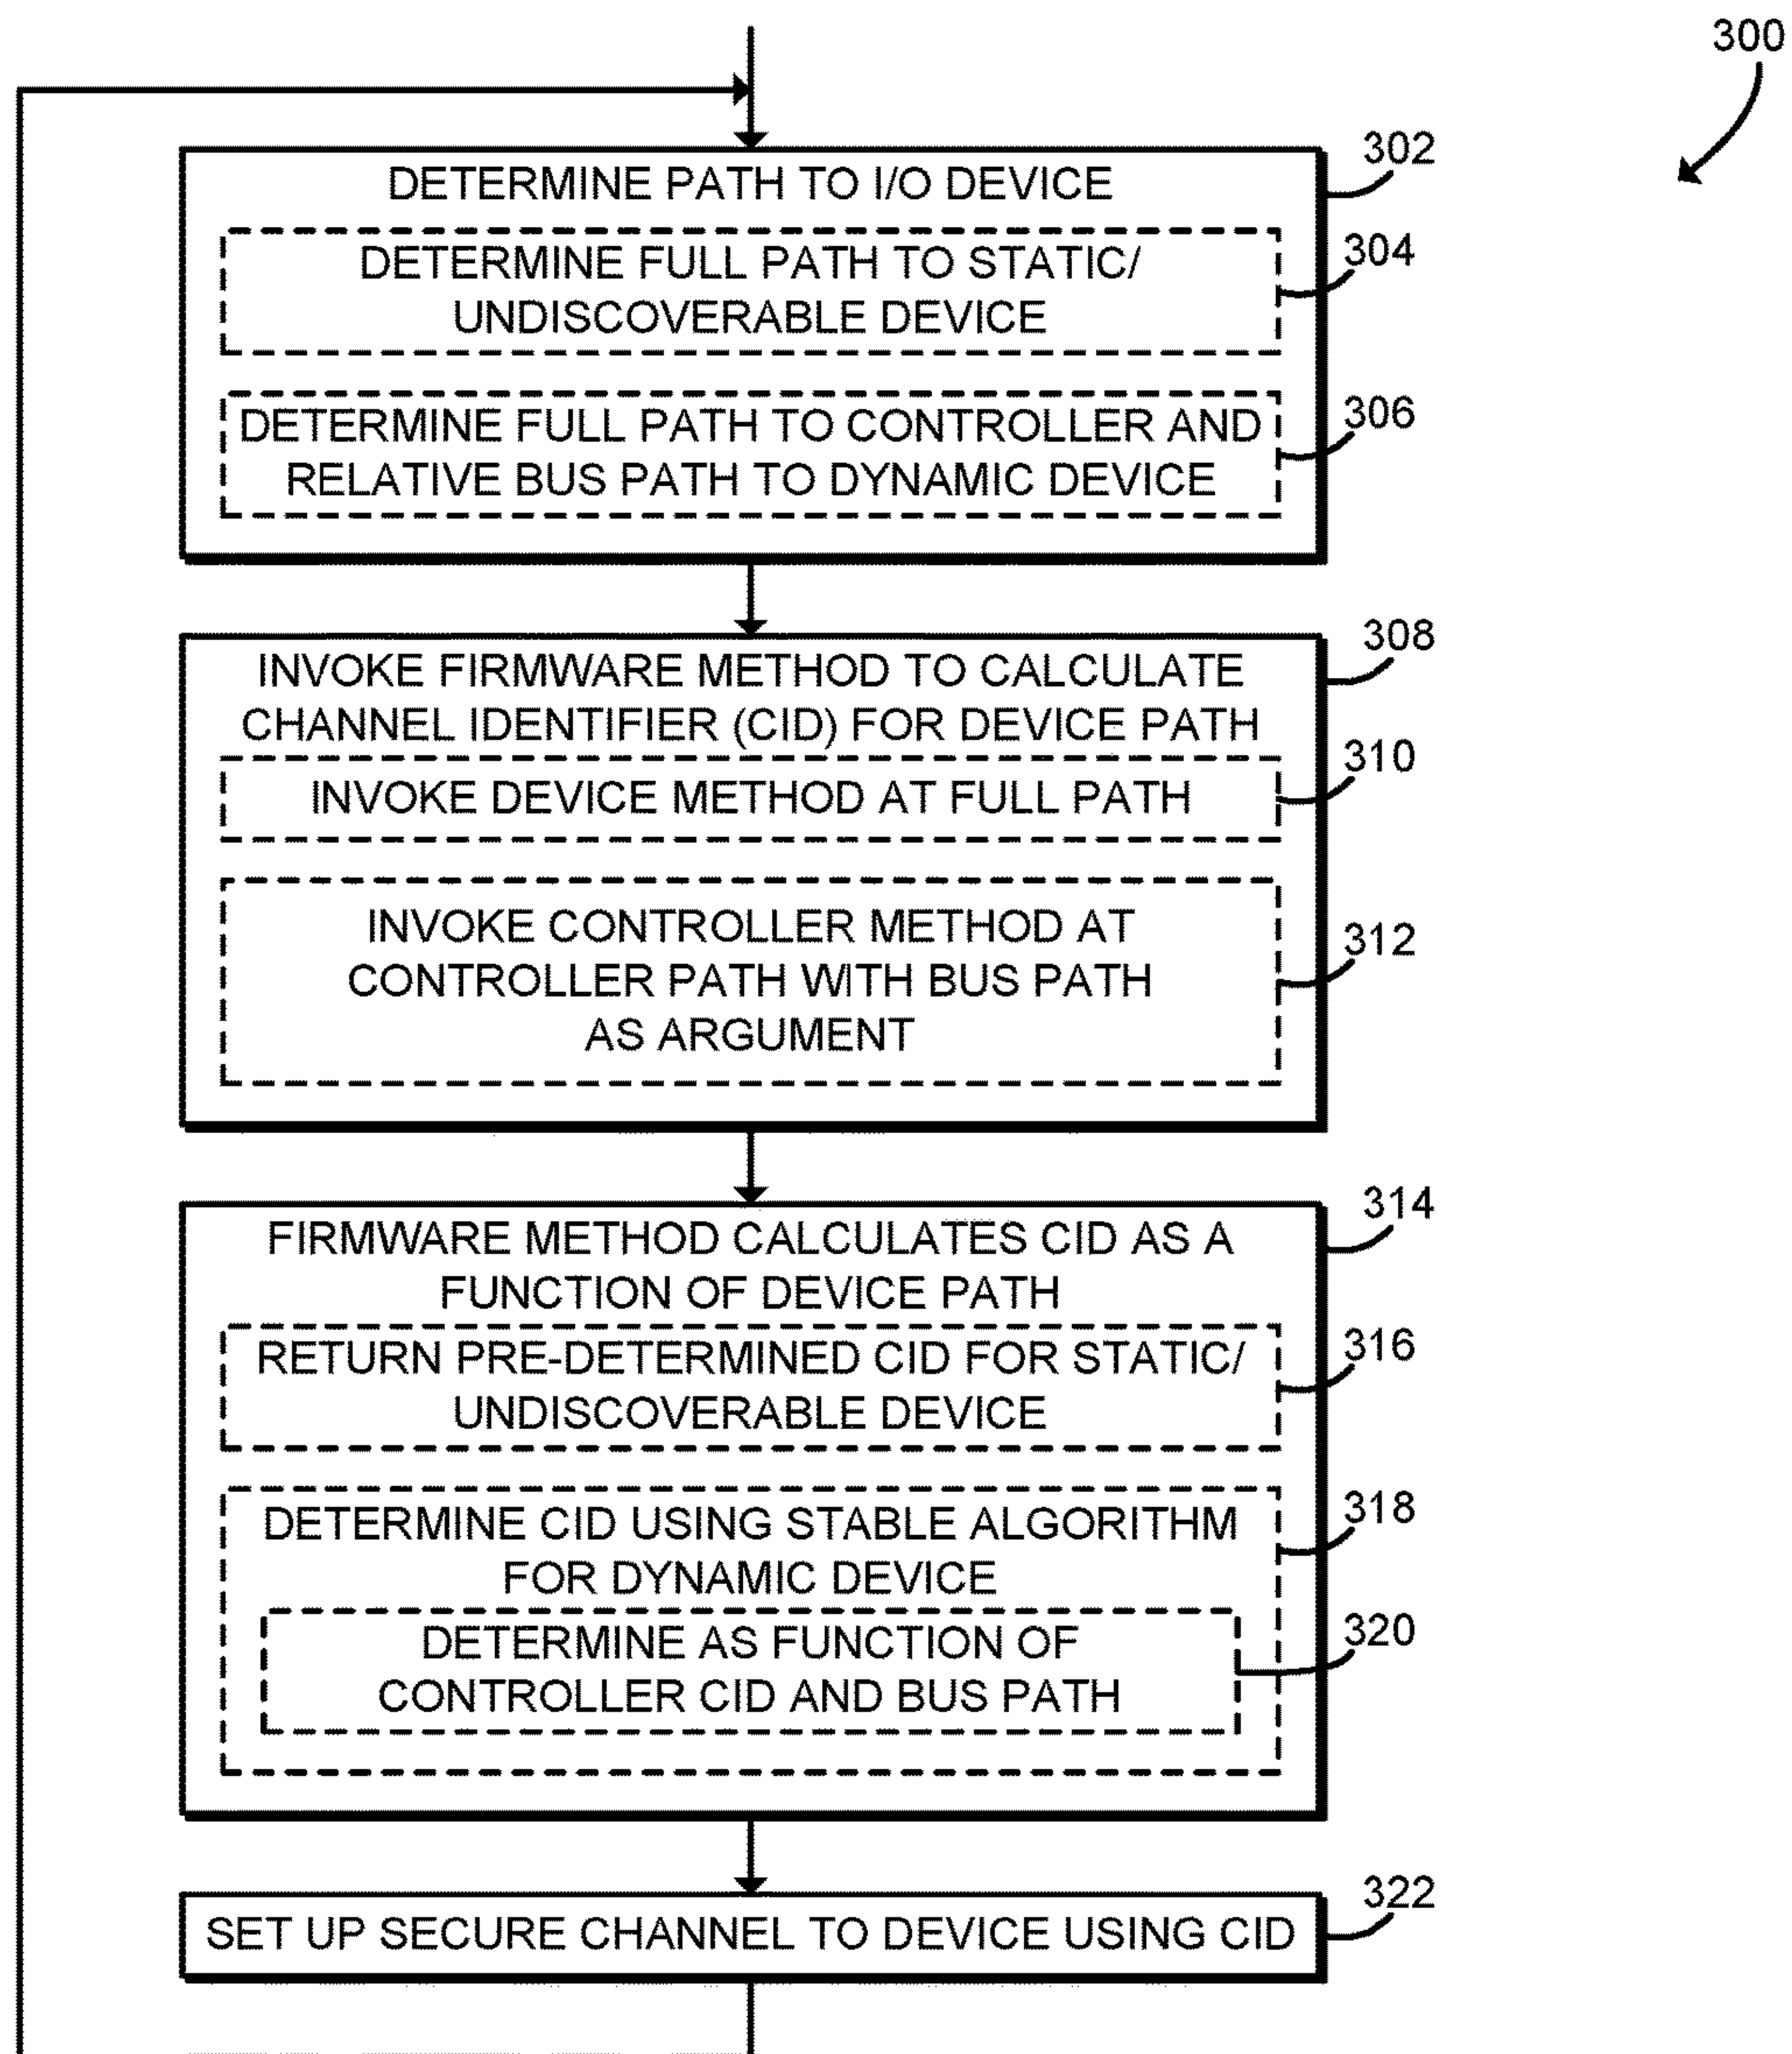 300
302
DETERMINE PATH TO I/O DEVICE
304
DETERMINE FULL PATH TO STATIC/
UNDISCOVERABLE DEVICE
306
DETERMINE FULL PATH TO CONTROLLER AND
RELATIVE BUS PATH TO DYNAMIC DEVICE
308
INVOKE FIRMWARE METHOD TO CALCULATE
CHANNEL IDENTIFIER (CID) FOR DEVICE PATH
310
INVOKE DEVICE METHOD AT FULL PATH
312
INVOKE CONTROLLER METHOD AT
CONTROLLER PATH WITH BUS PATH
AS ARGUMENT
314
FIRMWARE METHOD CALCULATES CID AS A
FUNCTION OF DEVICE PATH
316
RETURN PRE-DETERMINED CID FOR STATIC/
UNDISCOVERABLE DEVICE
318
DETERMINE CID USING STABLE ALGORITHM
FOR DYNAMIC DEVICE
320
DETERMINE AS FUNCTION OF
CONTROLLER CID AND BUS PATH
322
SET UP SECURE CHANNEL TO DEVICE USING CID